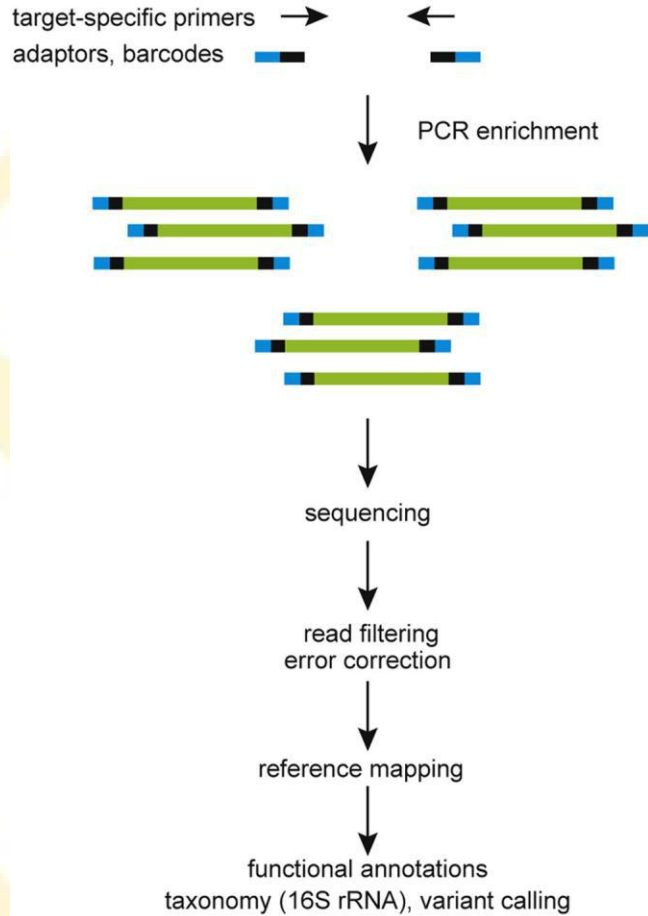 target-specific primers
adaptors, barcodes
PCR enrichment
sequencing
read filtering
error correction
reference mapping
functional annotations
taxonomy (16S rRNA), variant calling